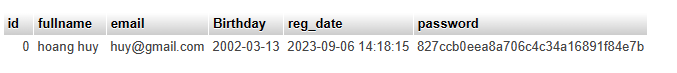 id fullname email Birthday reg_date password
0 hoang huy huy@gmail.com 2002-03-13 2023-09-06 14:18:15 827ccb0eea8a706c4c34a16891f84e7b